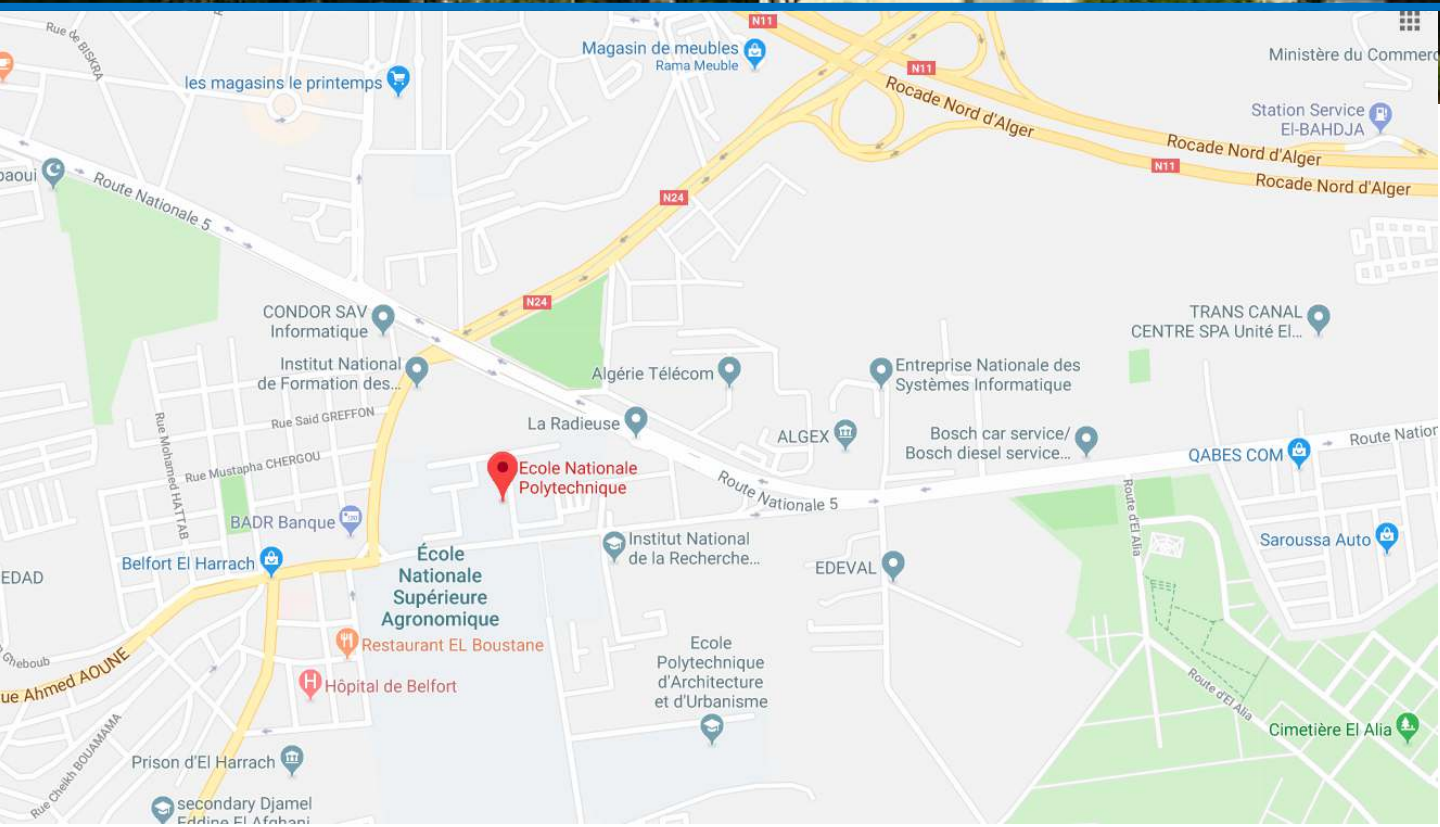 N11
Rue de BISKRA
Magasin de meubles
Rama Meuble
Ministère du Commerc
les magasins le printemps
N11
Rocade Nord d'Alger
Station Service
El-BAHDJA
Rocade Nord d'Alger
N11
Rocade Nord d'Alger
baoui
Route Nationale 5
N24
N24
CONDOR SAV
Informatique
TRANS CANAL
CENTRE SPA Unité El...
Institut National
de Formation des...
Algérie Télécom
Entreprise Nationale des
Systèmes Informatique
Rue Said GREFFON
La Radieuse
ALGEX
Bosch car service/
Bosch diesel service...
Route Nation
QABES COM
Rue Mohamed HATTAB
Rue Mustapha CHERGOU
Ecole Nationale
Polytechnique
Route Nationale 5
Route d'El Alia
BADR Banque
Institut National
de la Recherche...
Saroussa Auto
Belfort El Harrach
École
Nationale
Supérieure
Agronomique
EDEVAL
EDAD
Restaurant EL Boustane
Ecole
Polytechnique
d'Architecture
et d'Urbanisme
Gheboub
ue Ahmed AOUNE
Hôpital de Belfort
Route d'El Alia
Cimetière El Alia
Rue Cheikh BOUAMAMA
Prison d'El Harrach
secondary Djamel
Eddine El Afghani